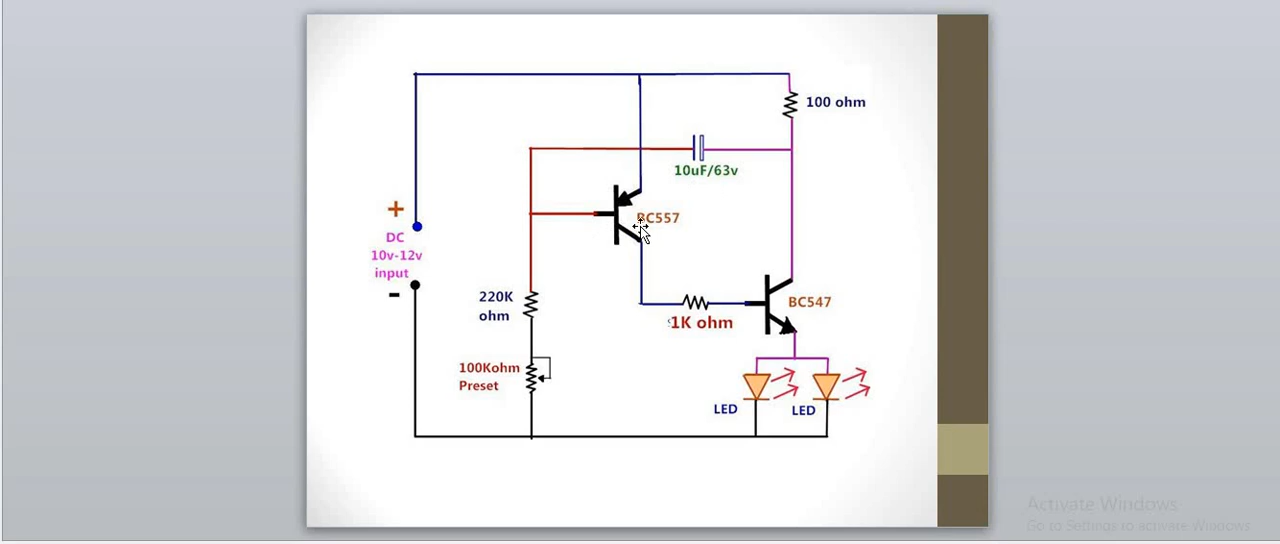 100 ohm
10uF/63v
+
BC557
DC
10v-12v
input
-
220K
ohm
BC547
1K ohm
100Kohm
Preset
LED
LED
Activate Windows
Go to Settings to activate Windows